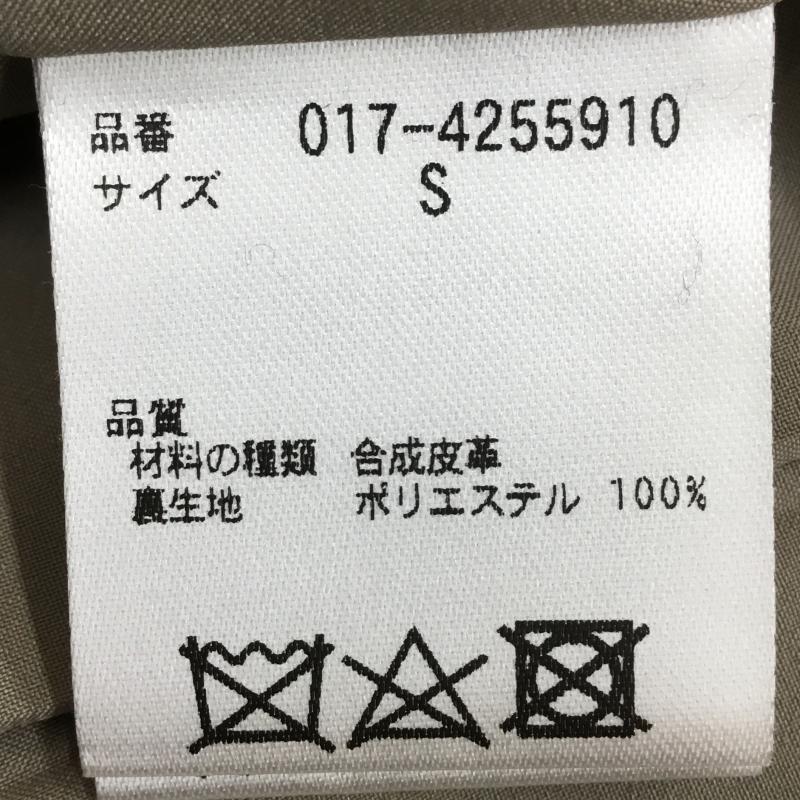 品番 017-4255910
サイズ S
品質
材料の種類 合成皮革
裏生地 ポリエステル 100%